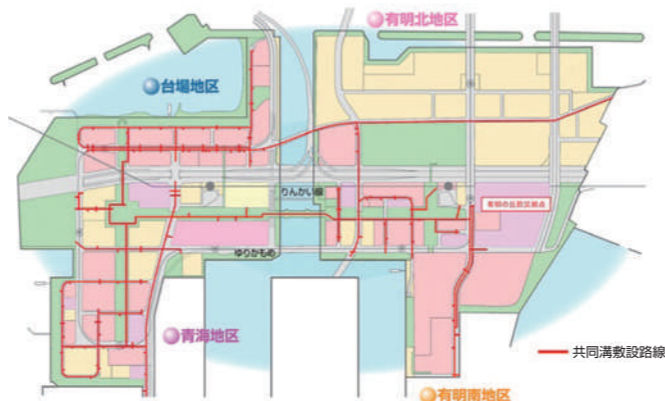 有明北地区
台場地区
りんかい線
有明の丘防災拠点
ゆりかもめ
青海地区
共同溝敷設路線
有明南地区